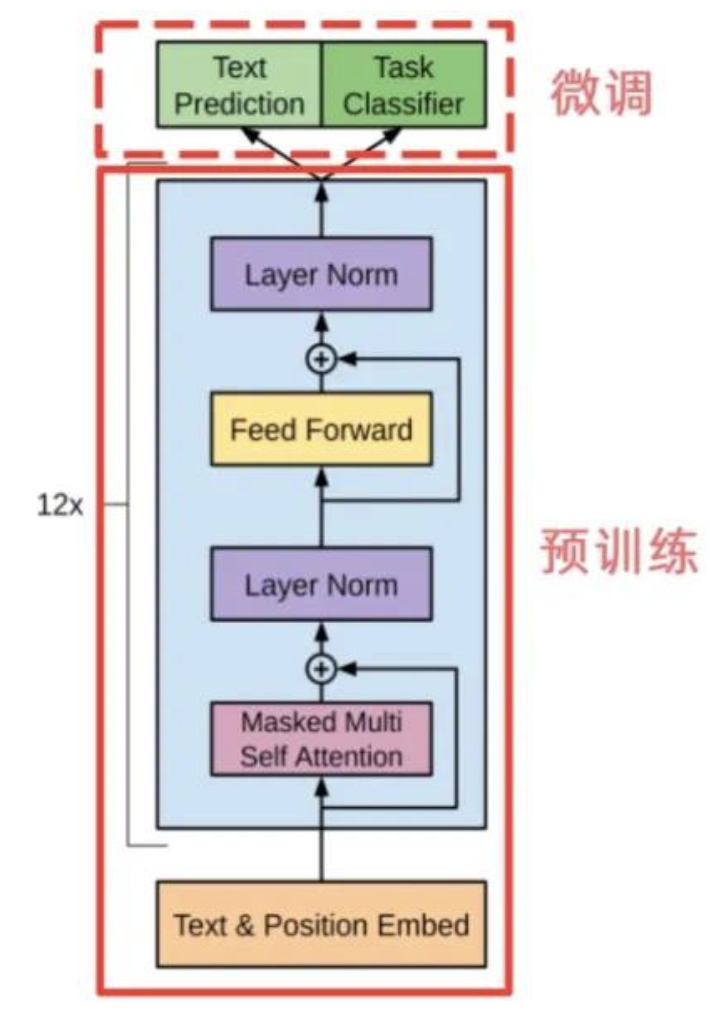 Text
Prediction
Task
Classifier
微调
Layer Norm
+
Feed Forward
12x
预训练
Layer Norm
+
Masked Multi
Self Attention
Text & Position Embed